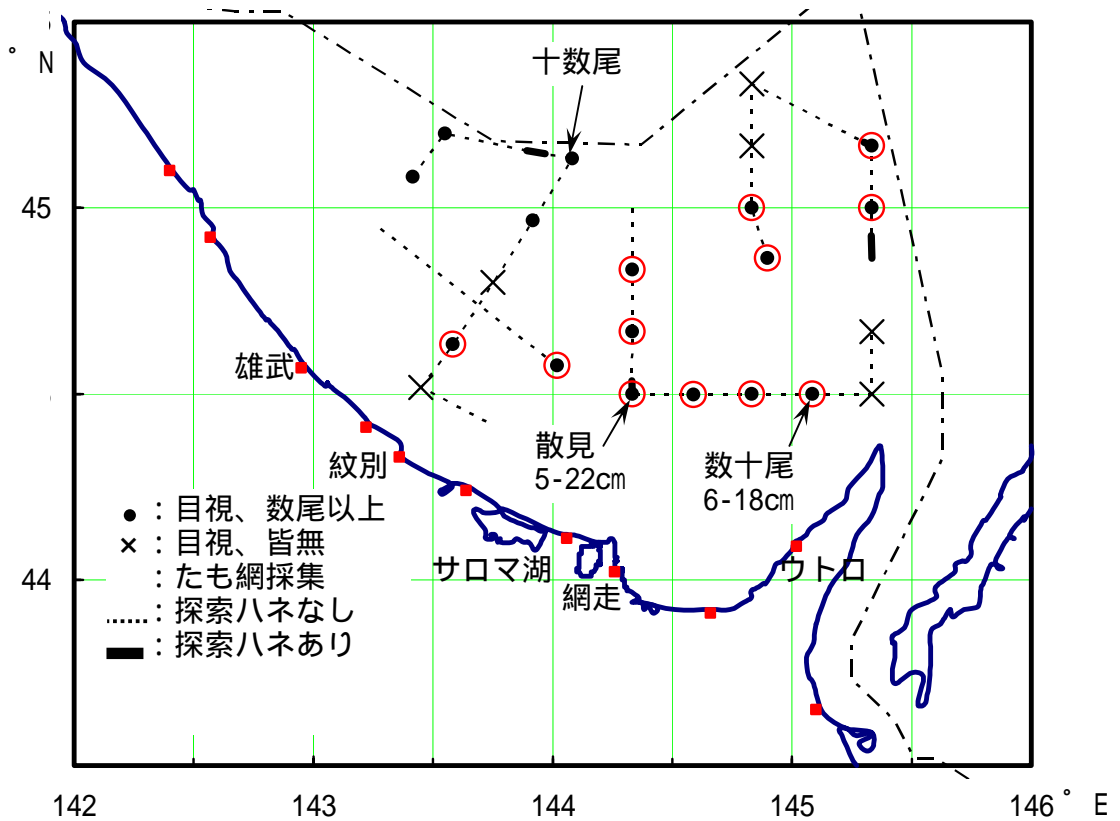 ° N
十数尾
45
雄武
紋別
散見
5-22cm
数十尾
6-18cm
●：目視、数尾以上
×：目視、皆無
たも網採集
：探索ハネなし
：探索ハネあり
サロマ湖
網走
ウトロ
44
142
143
144
145
146
° E